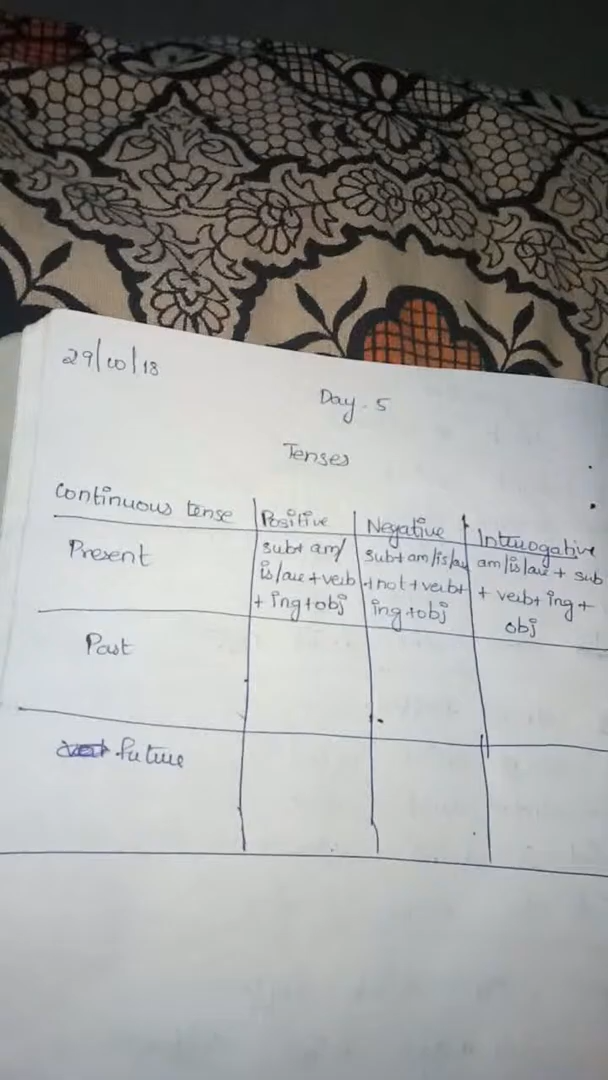 29/10/18
Day. 5
Tenses
Continuous tense | Positive | Negative | Interrogative
Present
sub+ am/
is/are + verb
+ ing + obj
sub+am/is/are
+not+verb+
ing+obj
am/is/are + sub
+ verb+ ing +
obj
Past
future